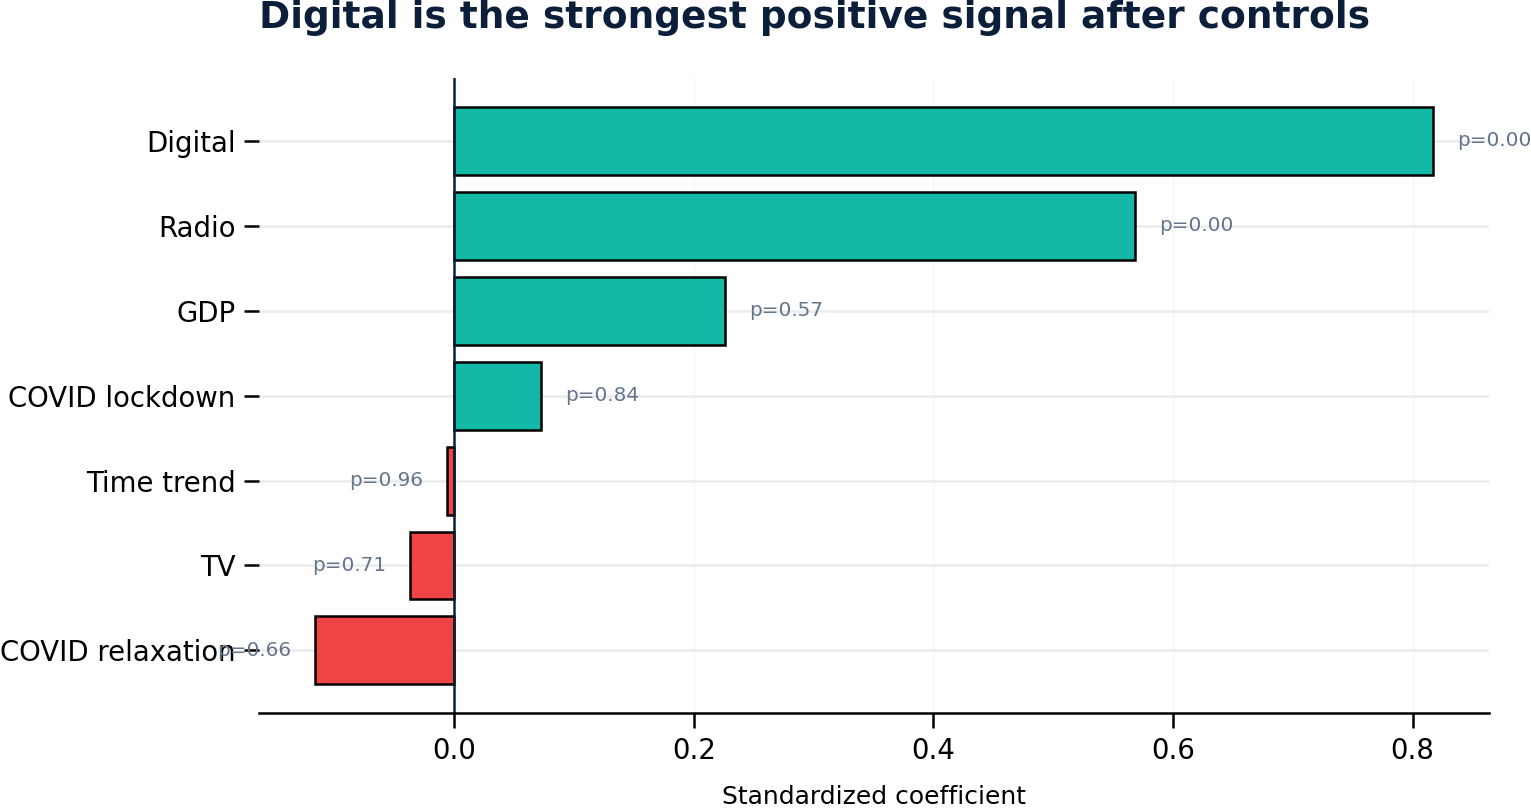 Digital is the strongest positive signal after controls
Digital
p=0.00
Radio
p=0.00
GDP
p=0.57
COVID lockdown
p=0.84
Time trend
p=0.96
TV
p=0.71
COVID relaxation
p=0.66
0.0 0.2 0.4 0.6 0.8
Standardized coefficient